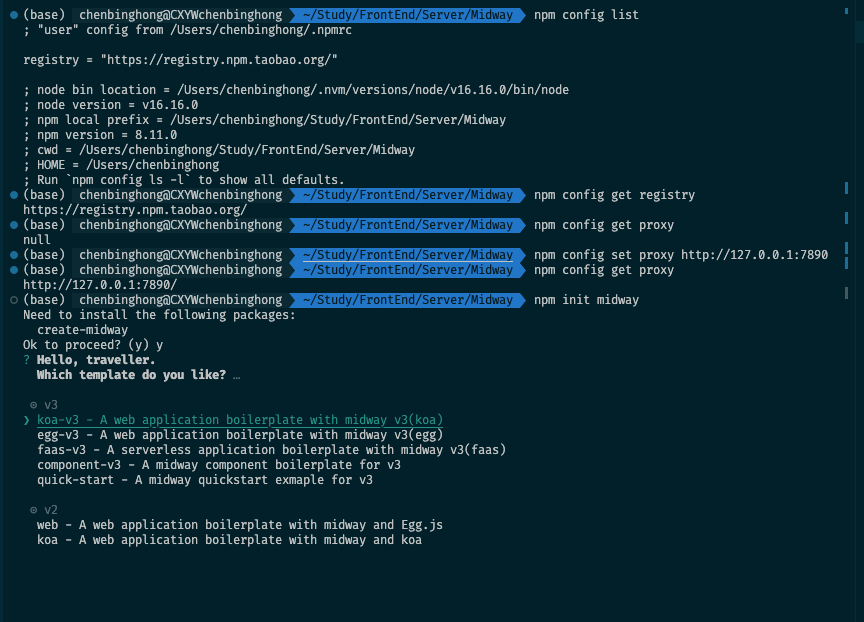 (base) chenbinghong@CXYWchenbinghong ~/Study/FrontEnd/Server/Midway npm config list
; "user" config from /Users/chenbinghong/.npmrc
registry = "https://registry.npm.taobao.org/"
; node bin location = /Users/chenbinghong/.nvm/versions/node/v16.16.0/bin/node
; node version = v16.16.0
; npm local prefix = /Users/chenbinghong/Study/FrontEnd/Server/Midway
; npm version = 8.11.0
; cwd = /Users/chenbinghong/Study/FrontEnd/Server/Midway
; HOME = /Users/chenbinghong
; Run `npm config ls -l` to show all defaults.
(base) chenbinghong@CXYWchenbinghong ~/Study/FrontEnd/Server/Midway npm config get registry
https://registry.npm.taobao.org/
(base) chenbinghong@CXYWchenbinghong ~/Study/FrontEnd/Server/Midway npm config get proxy
null
(base) chenbinghong@CXYWchenbinghong ~/Study/FrontEnd/Server/Midway npm config set proxy http://127.0.0.1:7890
(base) chenbinghong@CXYWchenbinghong ~/Study/FrontEnd/Server/Midway npm config get proxy
http://127.0.0.1:7890/
(base) chenbinghong@CXYWchenbinghong ~/Study/FrontEnd/Server/Midway npm init midway
Need to install the following packages:
create-midway
Ok to proceed? (y) y
? Hello, traveller.
Which template do you like? …
⊙ v3
❯ koa-v3 - A web application boilerplate with midway v3(koa)
egg-v3 - A web application boilerplate with midway v3(egg)
faas-v3 - A serverless application boilerplate with midway v3(faas)
component-v3 - A midway component boilerplate for v3
quick-start - A midway quickstart exmaple for v3
⊙ v2
web - A web application boilerplate with midway and Egg.js
koa - A web application boilerplate with midway and koa